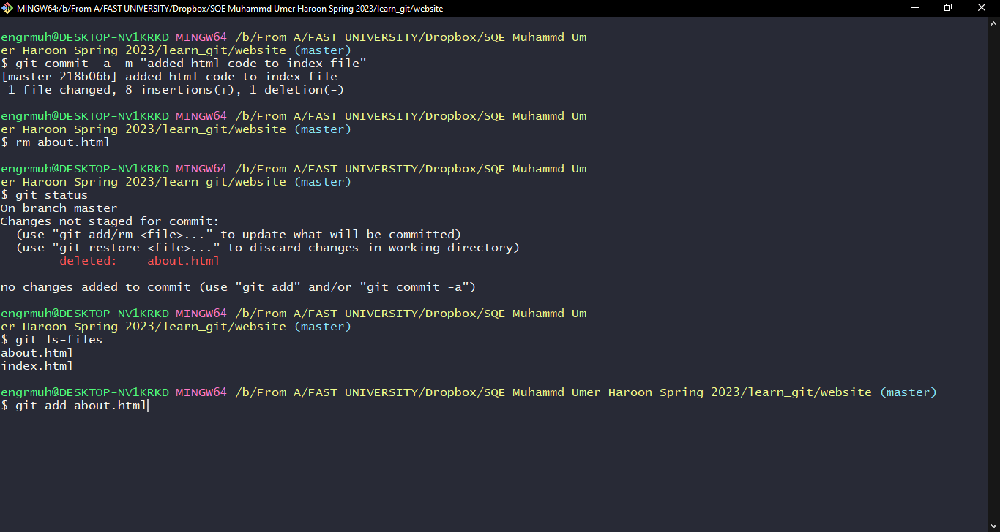 MINGW64:/b/From A/FAST UNIVERSITY/Dropbox/SQE Muhammd Umer Haroon Spring 2023/learn_git/website
engrmuh@DESKTOP-NV1KRKD MINGW64 /b/From A/FAST UNIVERSITY/Dropbox/SQE Muhammd Um
er Haroon Spring 2023/learn_git/website (master)
$ git commit -a -m "added html code to index file"
[master 218b06b] added html code to index file
 1 file changed, 8 insertions(+), 1 deletion(-)
engrmuh@DESKTOP-NV1KRKD MINGW64 /b/From A/FAST UNIVERSITY/Dropbox/SQE Muhammd Um
er Haroon Spring 2023/learn_git/website (master)
$ rm about.html
engrmuh@DESKTOP-NV1KRKD MINGW64 /b/From A/FAST UNIVERSITY/Dropbox/SQE Muhammd Um
er Haroon Spring 2023/learn_git/website (master)
$ git status
On branch master
Changes not staged for commit:
  (use "git add/rm <file>..." to update what will be committed)
  (use "git restore <file>..." to discard changes in working directory)
        deleted:    about.html
no changes added to commit (use "git add" and/or "git commit -a")
engrmuh@DESKTOP-NV1KRKD MINGW64 /b/From A/FAST UNIVERSITY/Dropbox/SQE Muhammd Um
er Haroon Spring 2023/learn_git/website (master)
$ git ls-files
about.html
index.html
engrmuh@DESKTOP-NV1KRKD MINGW64 /b/From A/FAST UNIVERSITY/Dropbox/SQE Muhammd Umer Haroon Spring 2023/learn_git/website (master)
$ git add about.html